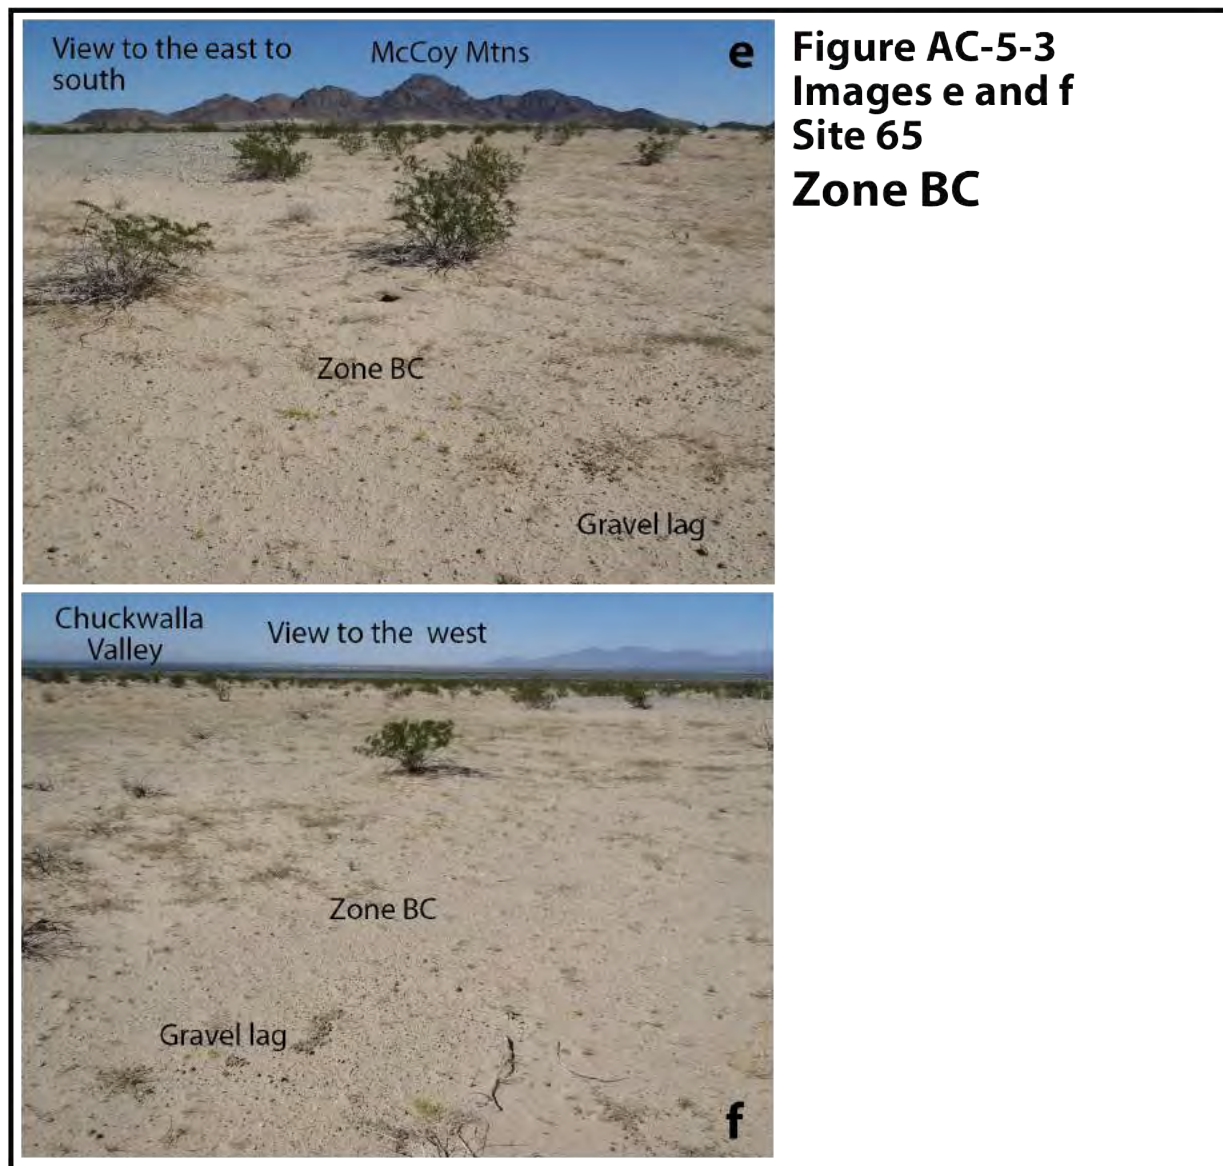 View to the east to
south
McCoy Mtns
e
Figure AC-5-3
Images e and f
Site 65
Zone BC
Zone BC
Gravel lag
Chuckwalla
Valley
View to the west
Zone BC
Gravel lag
f